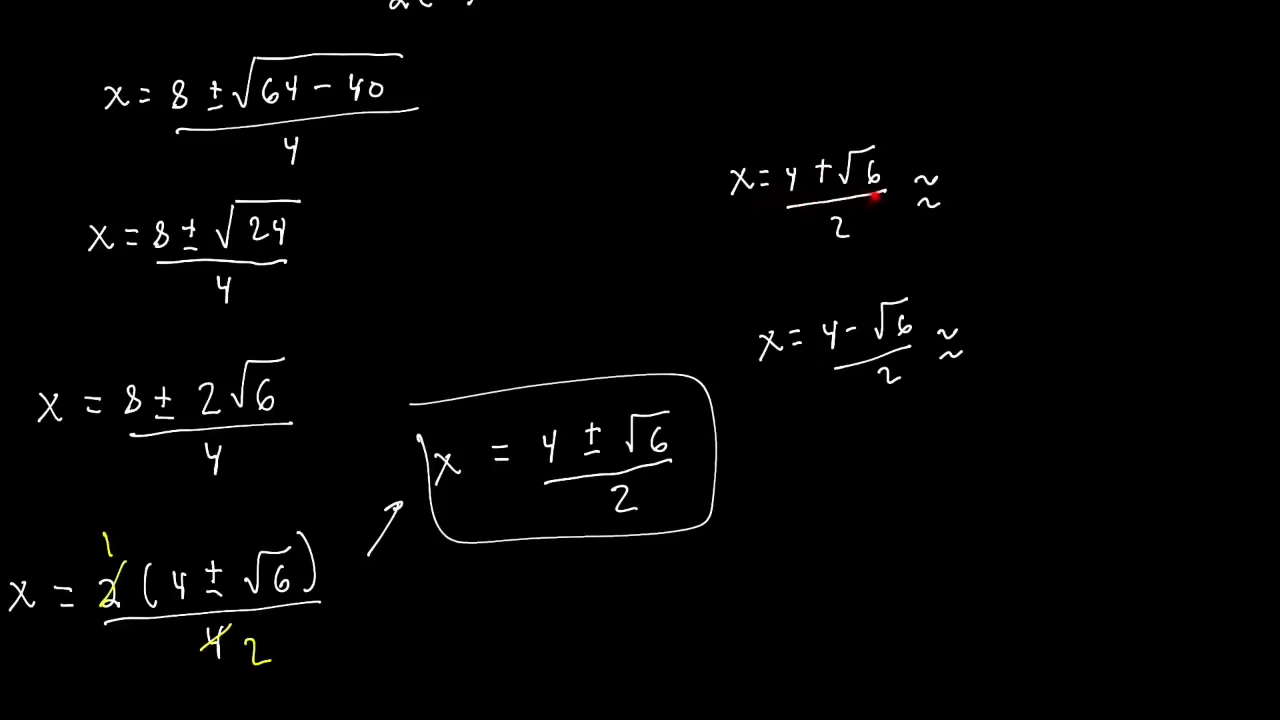 x = 8 ± √64 - 40 / 4
x = 8 ± √24 / 4
x = 8 ± 2√6 / 4
1
x = 2 ( 4 ± √6 ) / 4 2
x = 4 ± √6 / 2
x = 4 + √6 / 2 ≈
x = 4 - √6 / 2 ≈